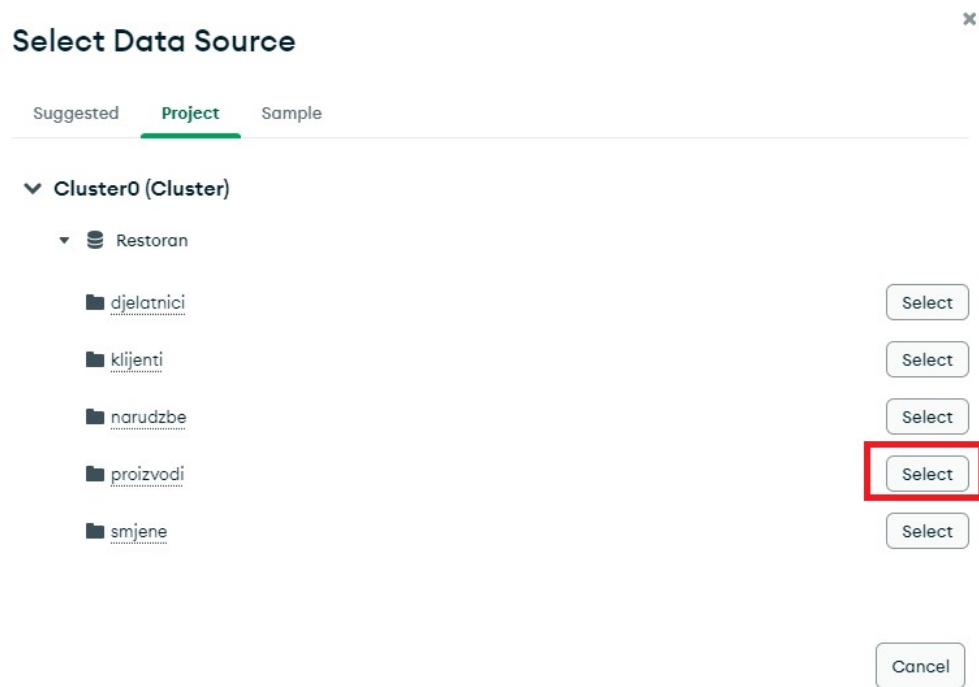 Select Data Source
Suggested Project Sample
Cluster0 (Cluster)
Restoran
djelatnici Select
klijenti Select
narudzbe Select
proizvodi Select
smjene Select
Cancel